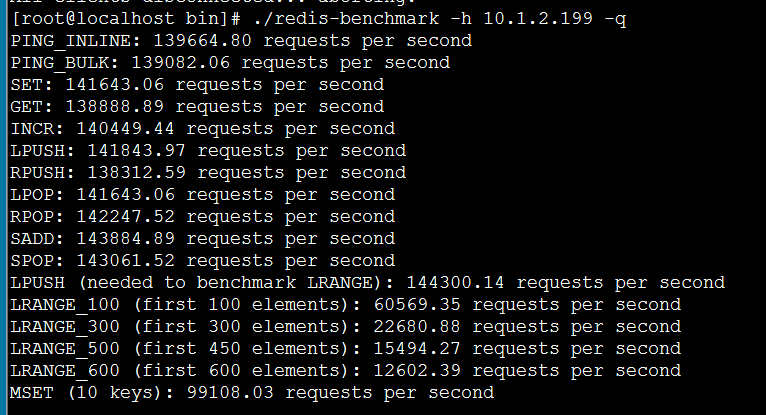 All clients disconnected... aborting.
[root@localhost bin]# ./redis-benchmark -h 10.1.2.199 -q
PING_INLINE: 139664.80 requests per second
PING_BULK: 139082.06 requests per second
SET: 141643.06 requests per second
GET: 138888.89 requests per second
INCR: 140449.44 requests per second
LPUSH: 141843.97 requests per second
RPUSH: 138312.59 requests per second
LPOP: 141643.06 requests per second
RPOP: 142247.52 requests per second
SADD: 143884.89 requests per second
SPOP: 143061.52 requests per second
LPUSH (needed to benchmark LRANGE): 144300.14 requests per second
LRANGE_100 (first 100 elements): 60569.35 requests per second
LRANGE_300 (first 300 elements): 22680.88 requests per second
LRANGE_500 (first 450 elements): 15494.27 requests per second
LRANGE_600 (first 600 elements): 12602.39 requests per second
MSET (10 keys): 99108.03 requests per second